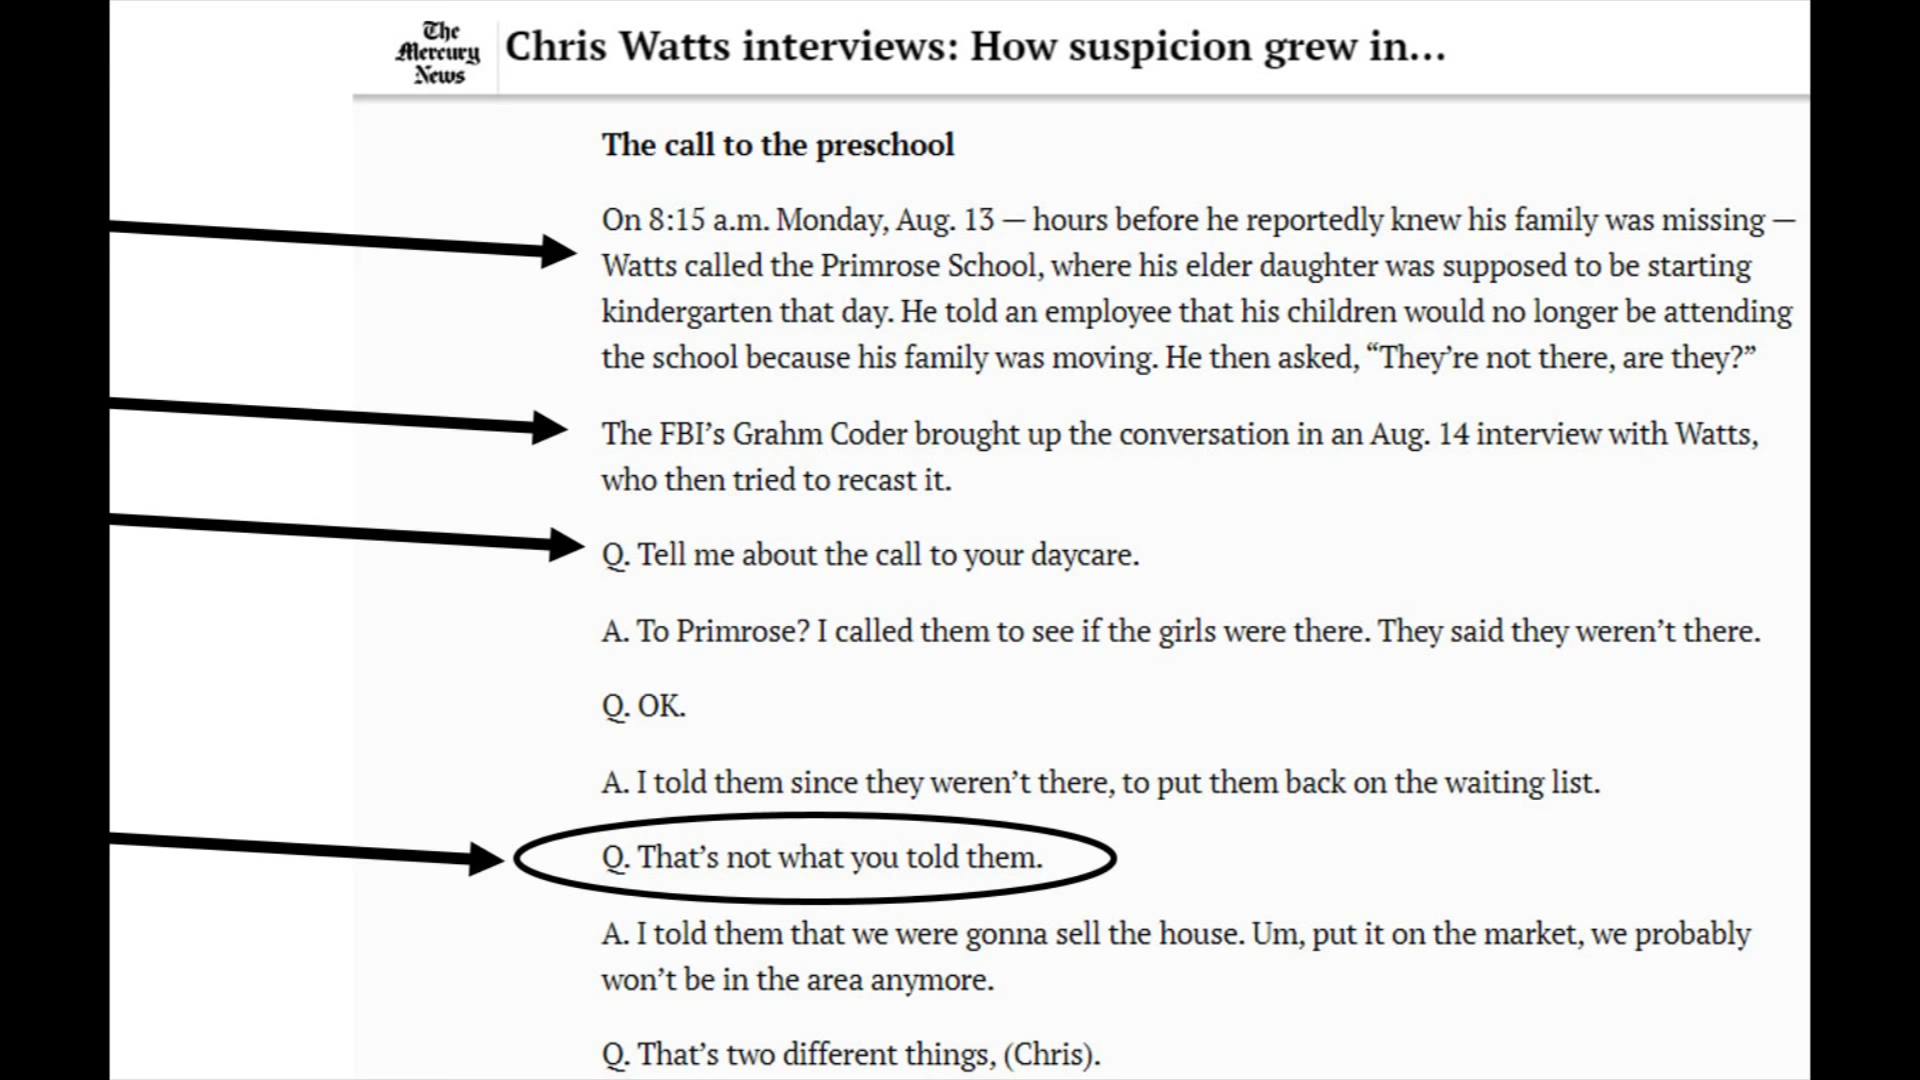 The
Mercury
News
Chris Watts interviews: How suspicion grew in...
The call to the preschool
On 8:15 a.m. Monday, Aug. 13 — hours before he reportedly knew his family was missing —
Watts called the Primrose School, where his elder daughter was supposed to be starting
kindergarten that day. He told an employee that his children would no longer be attending
the school because his family was moving. He then asked, “They’re not there, are they?”
The FBI’s Grahm Coder brought up the conversation in an Aug. 14 interview with Watts,
who then tried to recast it.
Q. Tell me about the call to your daycare.
A. To Primrose? I called them to see if the girls were there. They said they weren’t there.
Q. OK.
A. I told them since they weren’t there, to put them back on the waiting list.
Q. That’s not what you told them.
A. I told them that we were gonna sell the house. Um, put it on the market, we probably
won’t be in the area anymore.
Q. That’s two different things, (Chris).